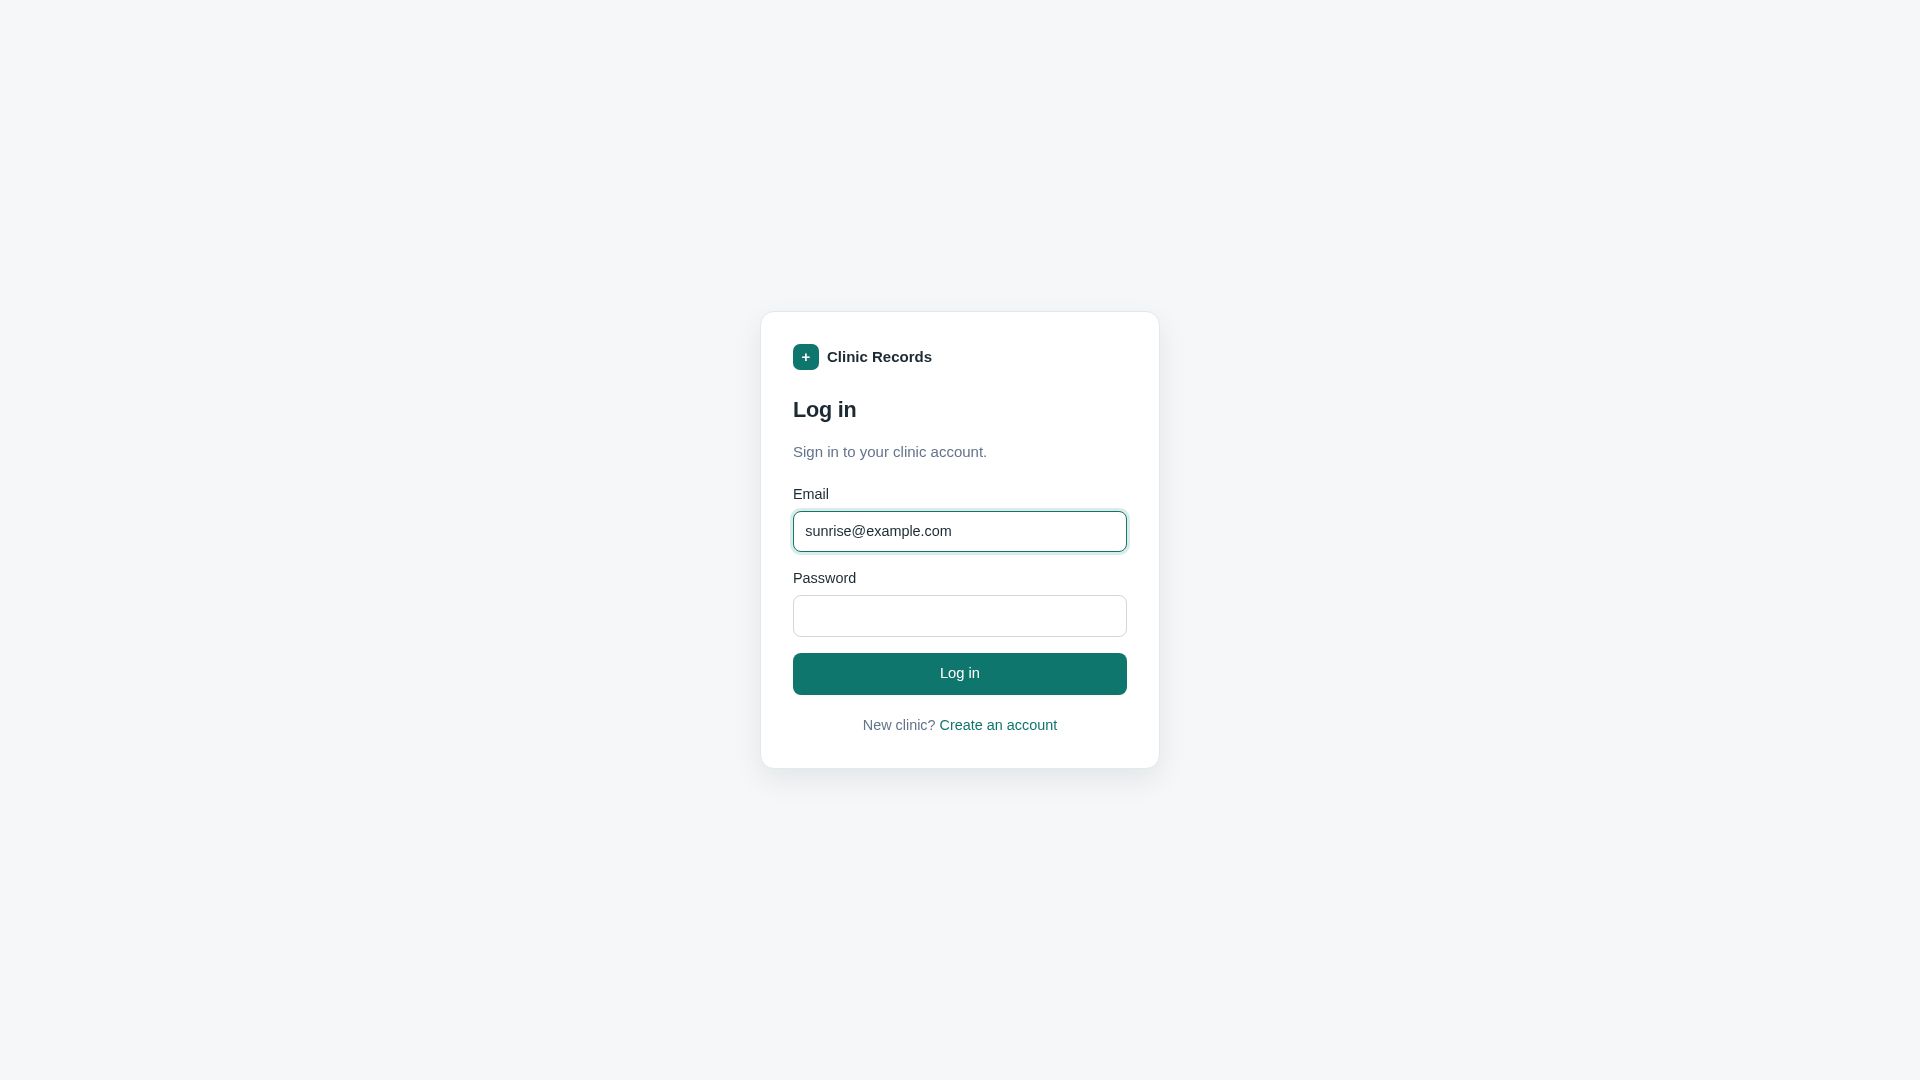 + Clinic Records
Log in
Sign in to your clinic account.
Email
sunrise@example.com
Password
Log in
New clinic? Create an account